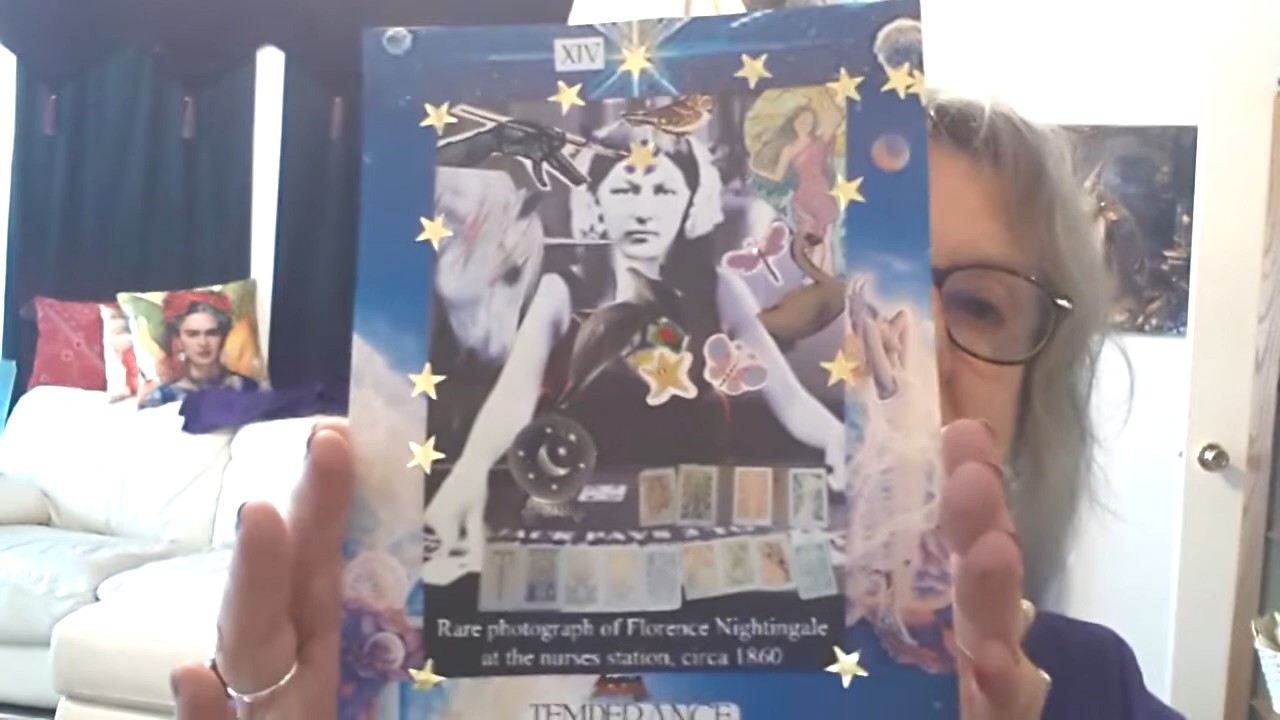 XIV
Rare photograph of Florence Nightingale
at the nurses station, circa 1860
TEMPERANCE